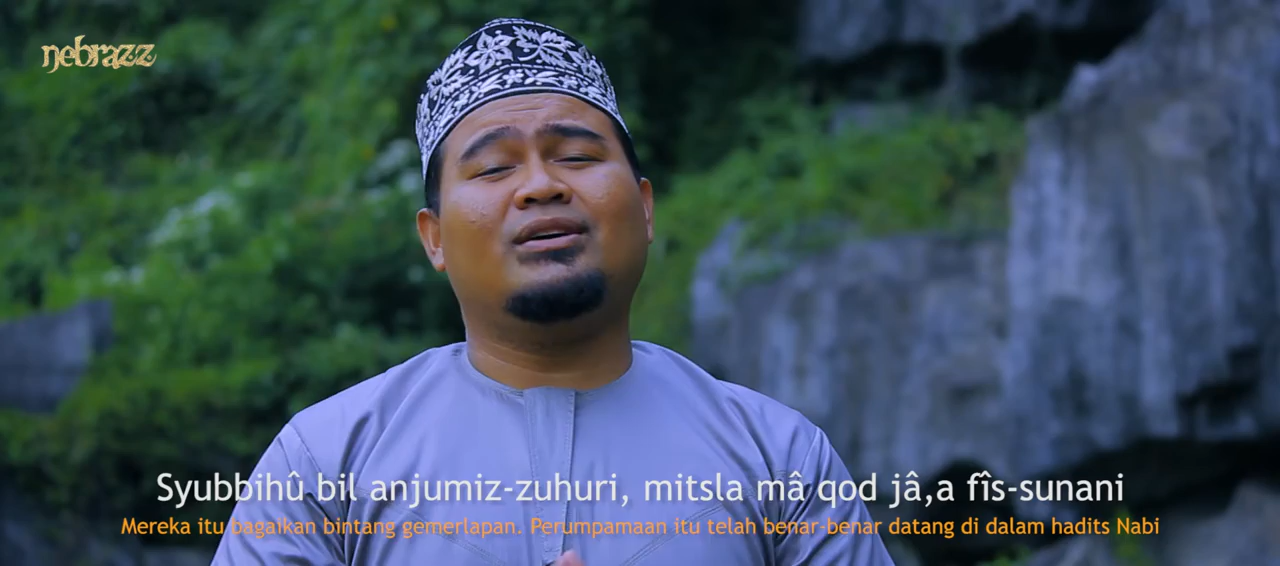 nebrazz
Syubbihû bil anjumiz-zuhuri, mitsla mâ qod jâ,a fîs-sunani
Mereka itu bagaikan bintang gemerlapan. Perumpamaan itu telah benar-benar datang di dalam hadits Nabi